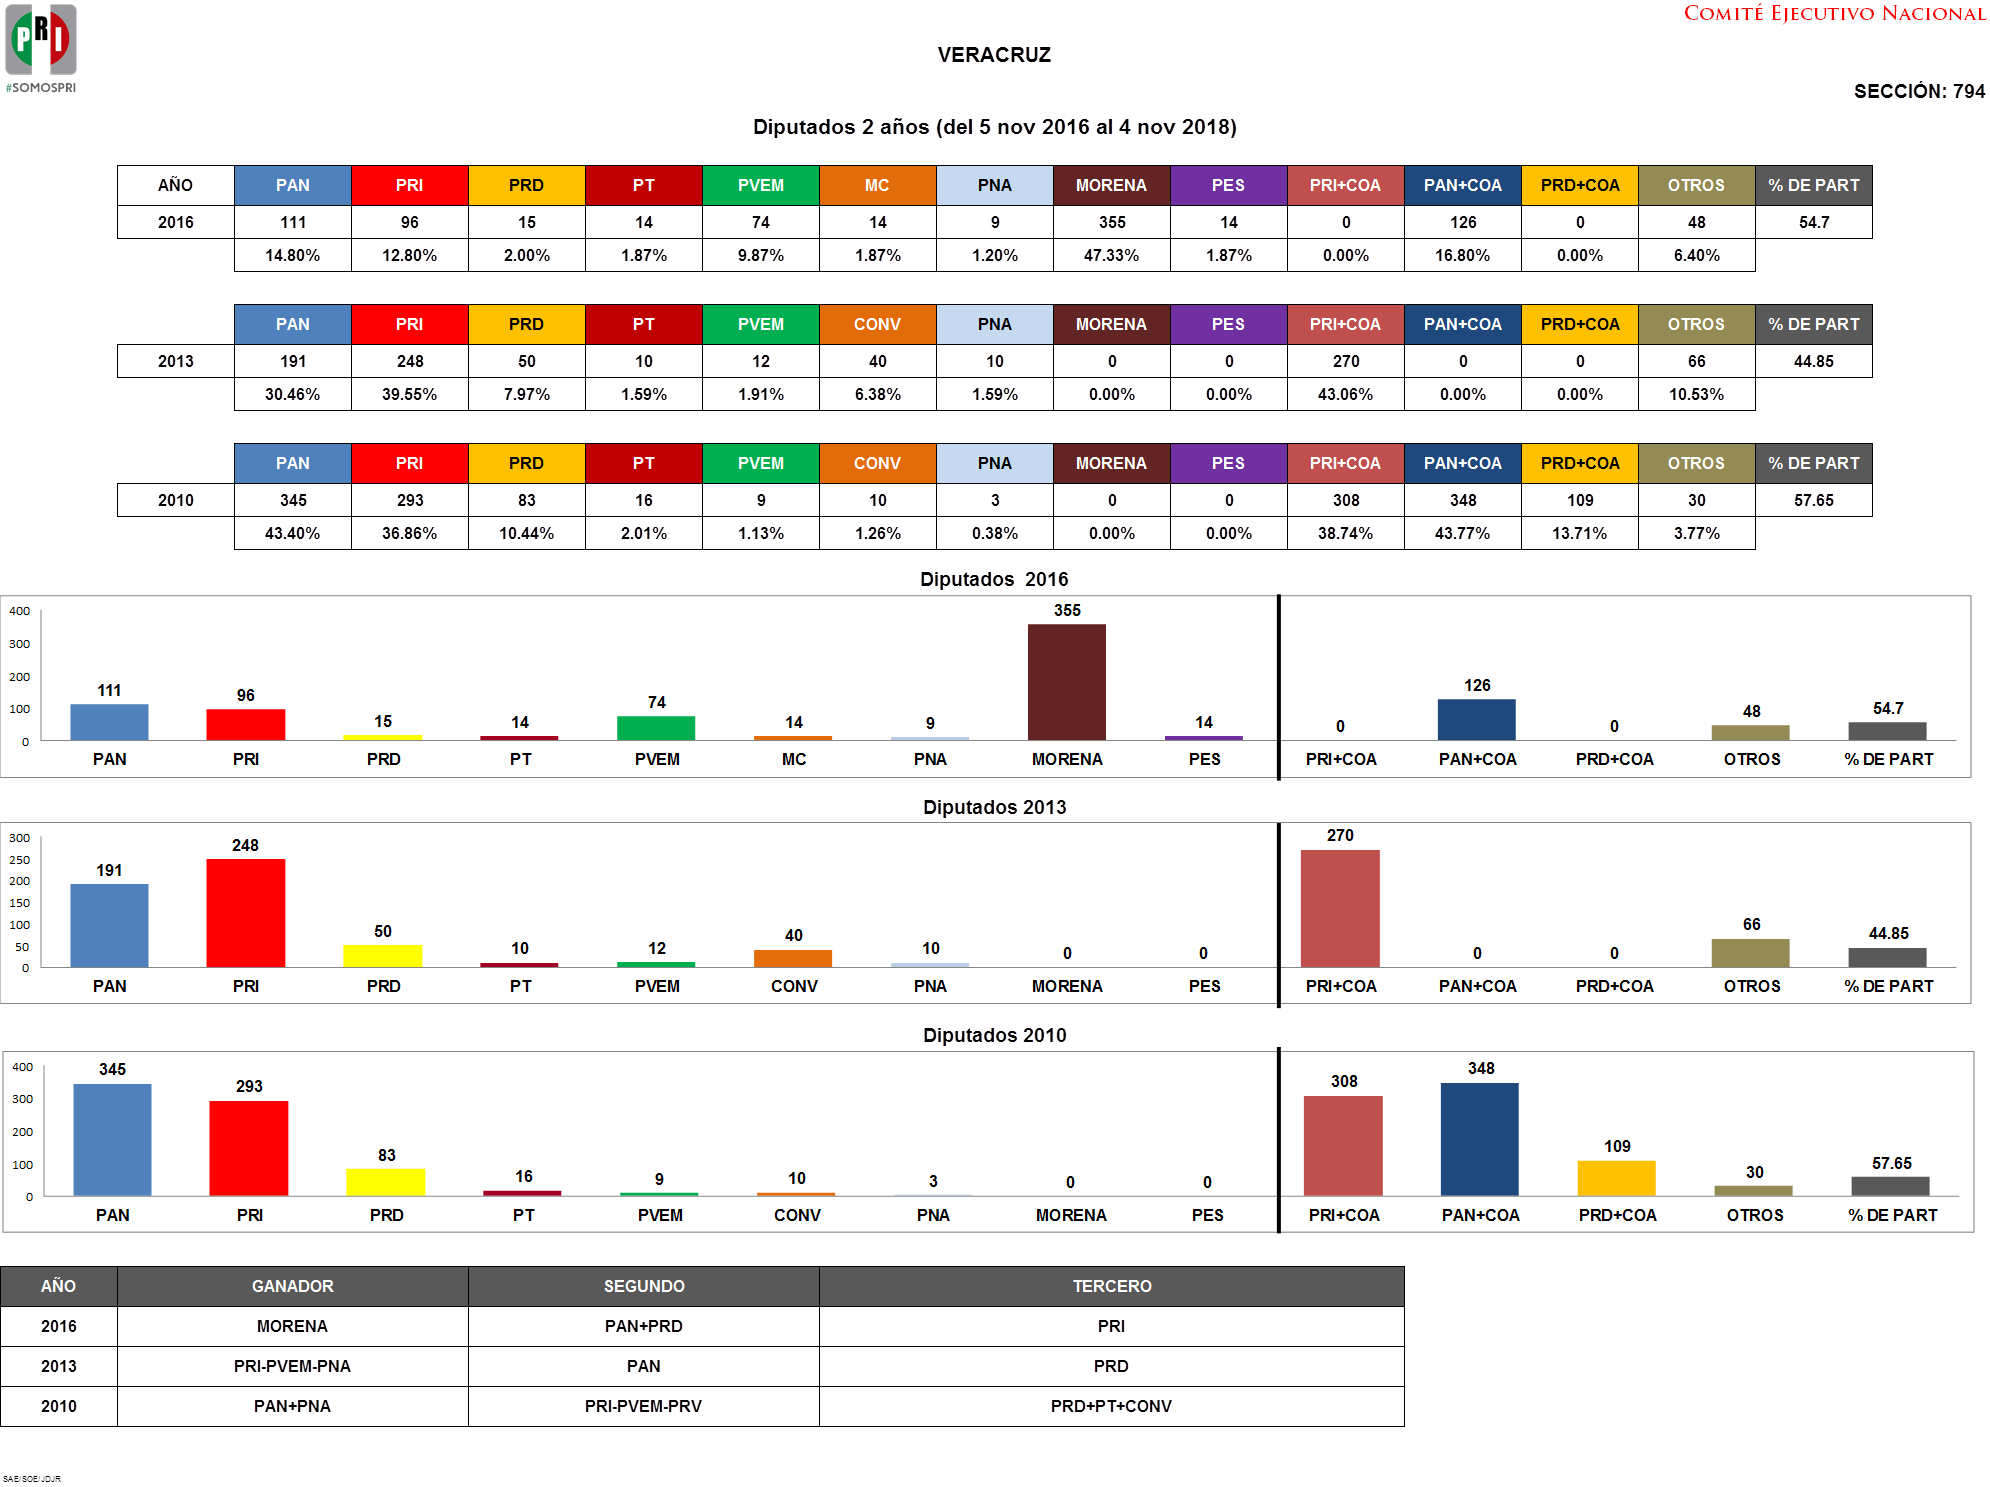 COMITÉ EJECUTIVO NACIONAL
PRI
#SOMOSPRI
VERACRUZ
SECCIÓN: 794
Diputados 2 años (del 5 nov 2016 al 4 nov 2018)
AÑO PAN PRI PRD PT PVEM MC PNA MORENA PES PRI+COA PAN+COA PRD+COA OTROS % DE PART
2016 111 96 15 14 74 14 9 355 14 0 126 0 48 54.7
14.80% 12.80% 2.00% 1.87% 9.87% 1.87% 1.20% 47.33% 1.87% 0.00% 16.80% 0.00% 6.40%
PAN PRI PRD PT PVEM CONV PNA MORENA PES PRI+COA PAN+COA PRD+COA OTROS % DE PART
2013 191 248 50 10 12 40 10 0 0 270 0 0 66 44.85
30.46% 39.55% 7.97% 1.59% 1.91% 6.38% 1.59% 0.00% 0.00% 43.06% 0.00% 0.00% 10.53%
PAN PRI PRD PT PVEM CONV PNA MORENA PES PRI+COA PAN+COA PRD+COA OTROS % DE PART
2010 345 293 83 16 9 10 3 0 0 308 348 109 30 57.65
43.40% 36.86% 10.44% 2.01% 1.13% 1.26% 0.38% 0.00% 0.00% 38.74% 43.77% 13.71% 3.77%
Diputados 2016
400
300
200
100
0
111 96 15 14 74 14 9 355 14 0 126 0 48 54.7
PAN PRI PRD PT PVEM MC PNA MORENA PES PRI+COA PAN+COA PRD+COA OTROS % DE PART
Diputados 2013
300
250
200
150
100
50
0
191 248 50 10 12 40 10 0 0 270 0 0 66 44.85
PAN PRI PRD PT PVEM CONV PNA MORENA PES PRI+COA PAN+COA PRD+COA OTROS % DE PART
Diputados 2010
400
300
200
100
0
345 293 83 16 9 10 3 0 0 308 348 109 30 57.65
PAN PRI PRD PT PVEM CONV PNA MORENA PES PRI+COA PAN+COA PRD+COA OTROS % DE PART
AÑO GANADOR SEGUNDO TERCERO
2016 MORENA PAN+PRD PRI
2013 PRI-PVEM-PNA PAN PRD
2010 PAN+PNA PRI-PVEM-PRV PRD+PT+CONV
SAE/SOE/JDJR